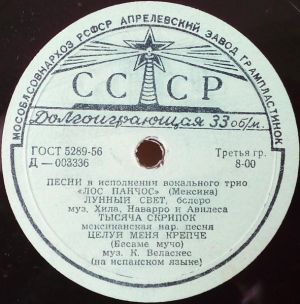 МОСОБЛСОВНАРХОЗ РСФСР АПРЕЛЕВСКИЙ ЗАВОД ГРАМПЛАСТИНОК
СССР
Долгоиграющая 33 об/м.
ГОСТ 5289-56
Д — 003336
Третья гр.
8-00
ПЕСНИ в исполнении вокального трио
«ЛОС ПАНЧОС» (Мексика)
ЛУННЫЙ СВЕТ, болеро
муз. Хила, Наварро и Авилеса
ТЫСЯЧА СКРИПОК
мексиканская нар. песня
ЦЕЛУЙ МЕНЯ КРЕПЧЕ
(Бесаме мучо)
муз. К. Веласкес
(на испанском языке)